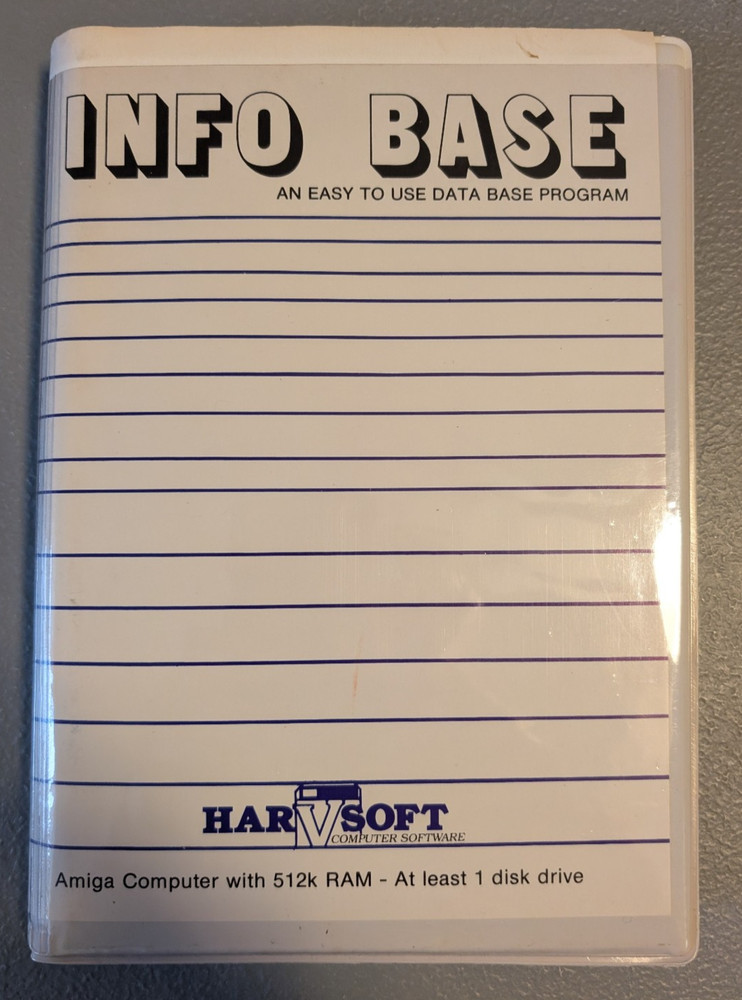 INFO BASE
AN EASY TO USE DATA BASE PROGRAM
HARVSOFT
COMPUTER SOFTWARE
Amiga Computer with 512k RAM - At least 1 disk drive